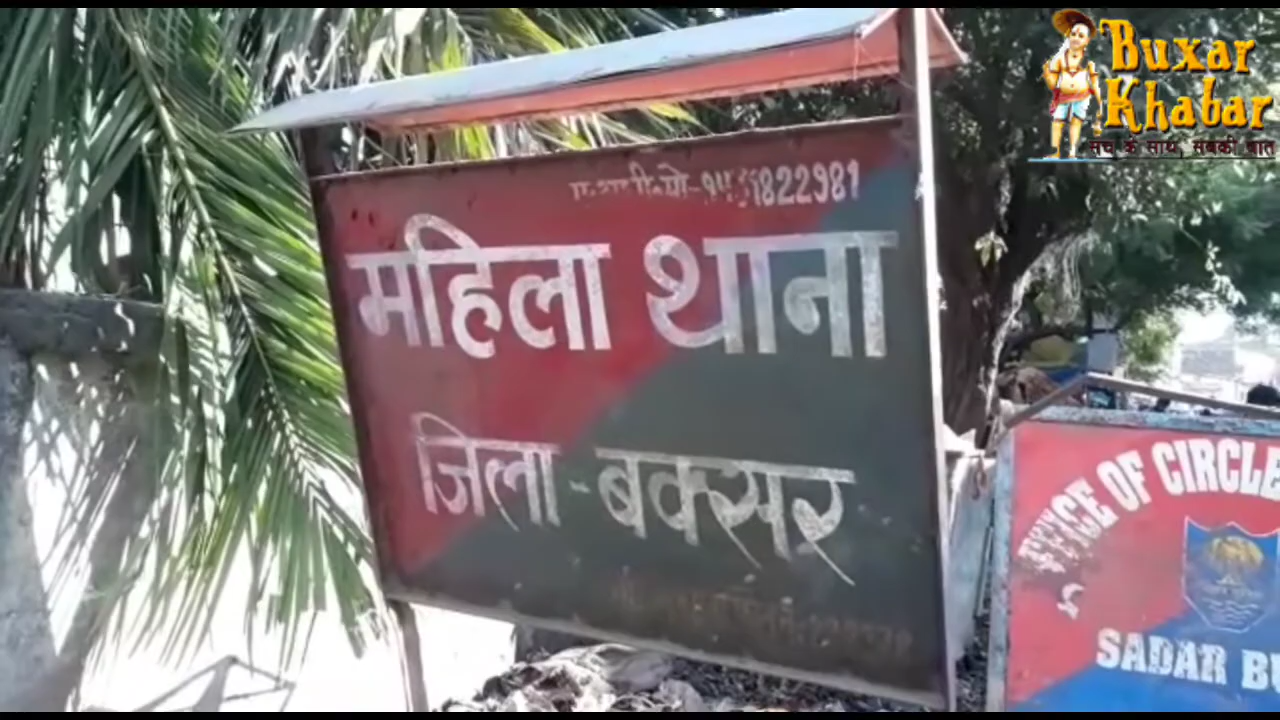 Buxar
Khabar
सच के साथ, सबकी बात
महिला थाना
जिला - बक्सर
OF CIRCLE
SADAR